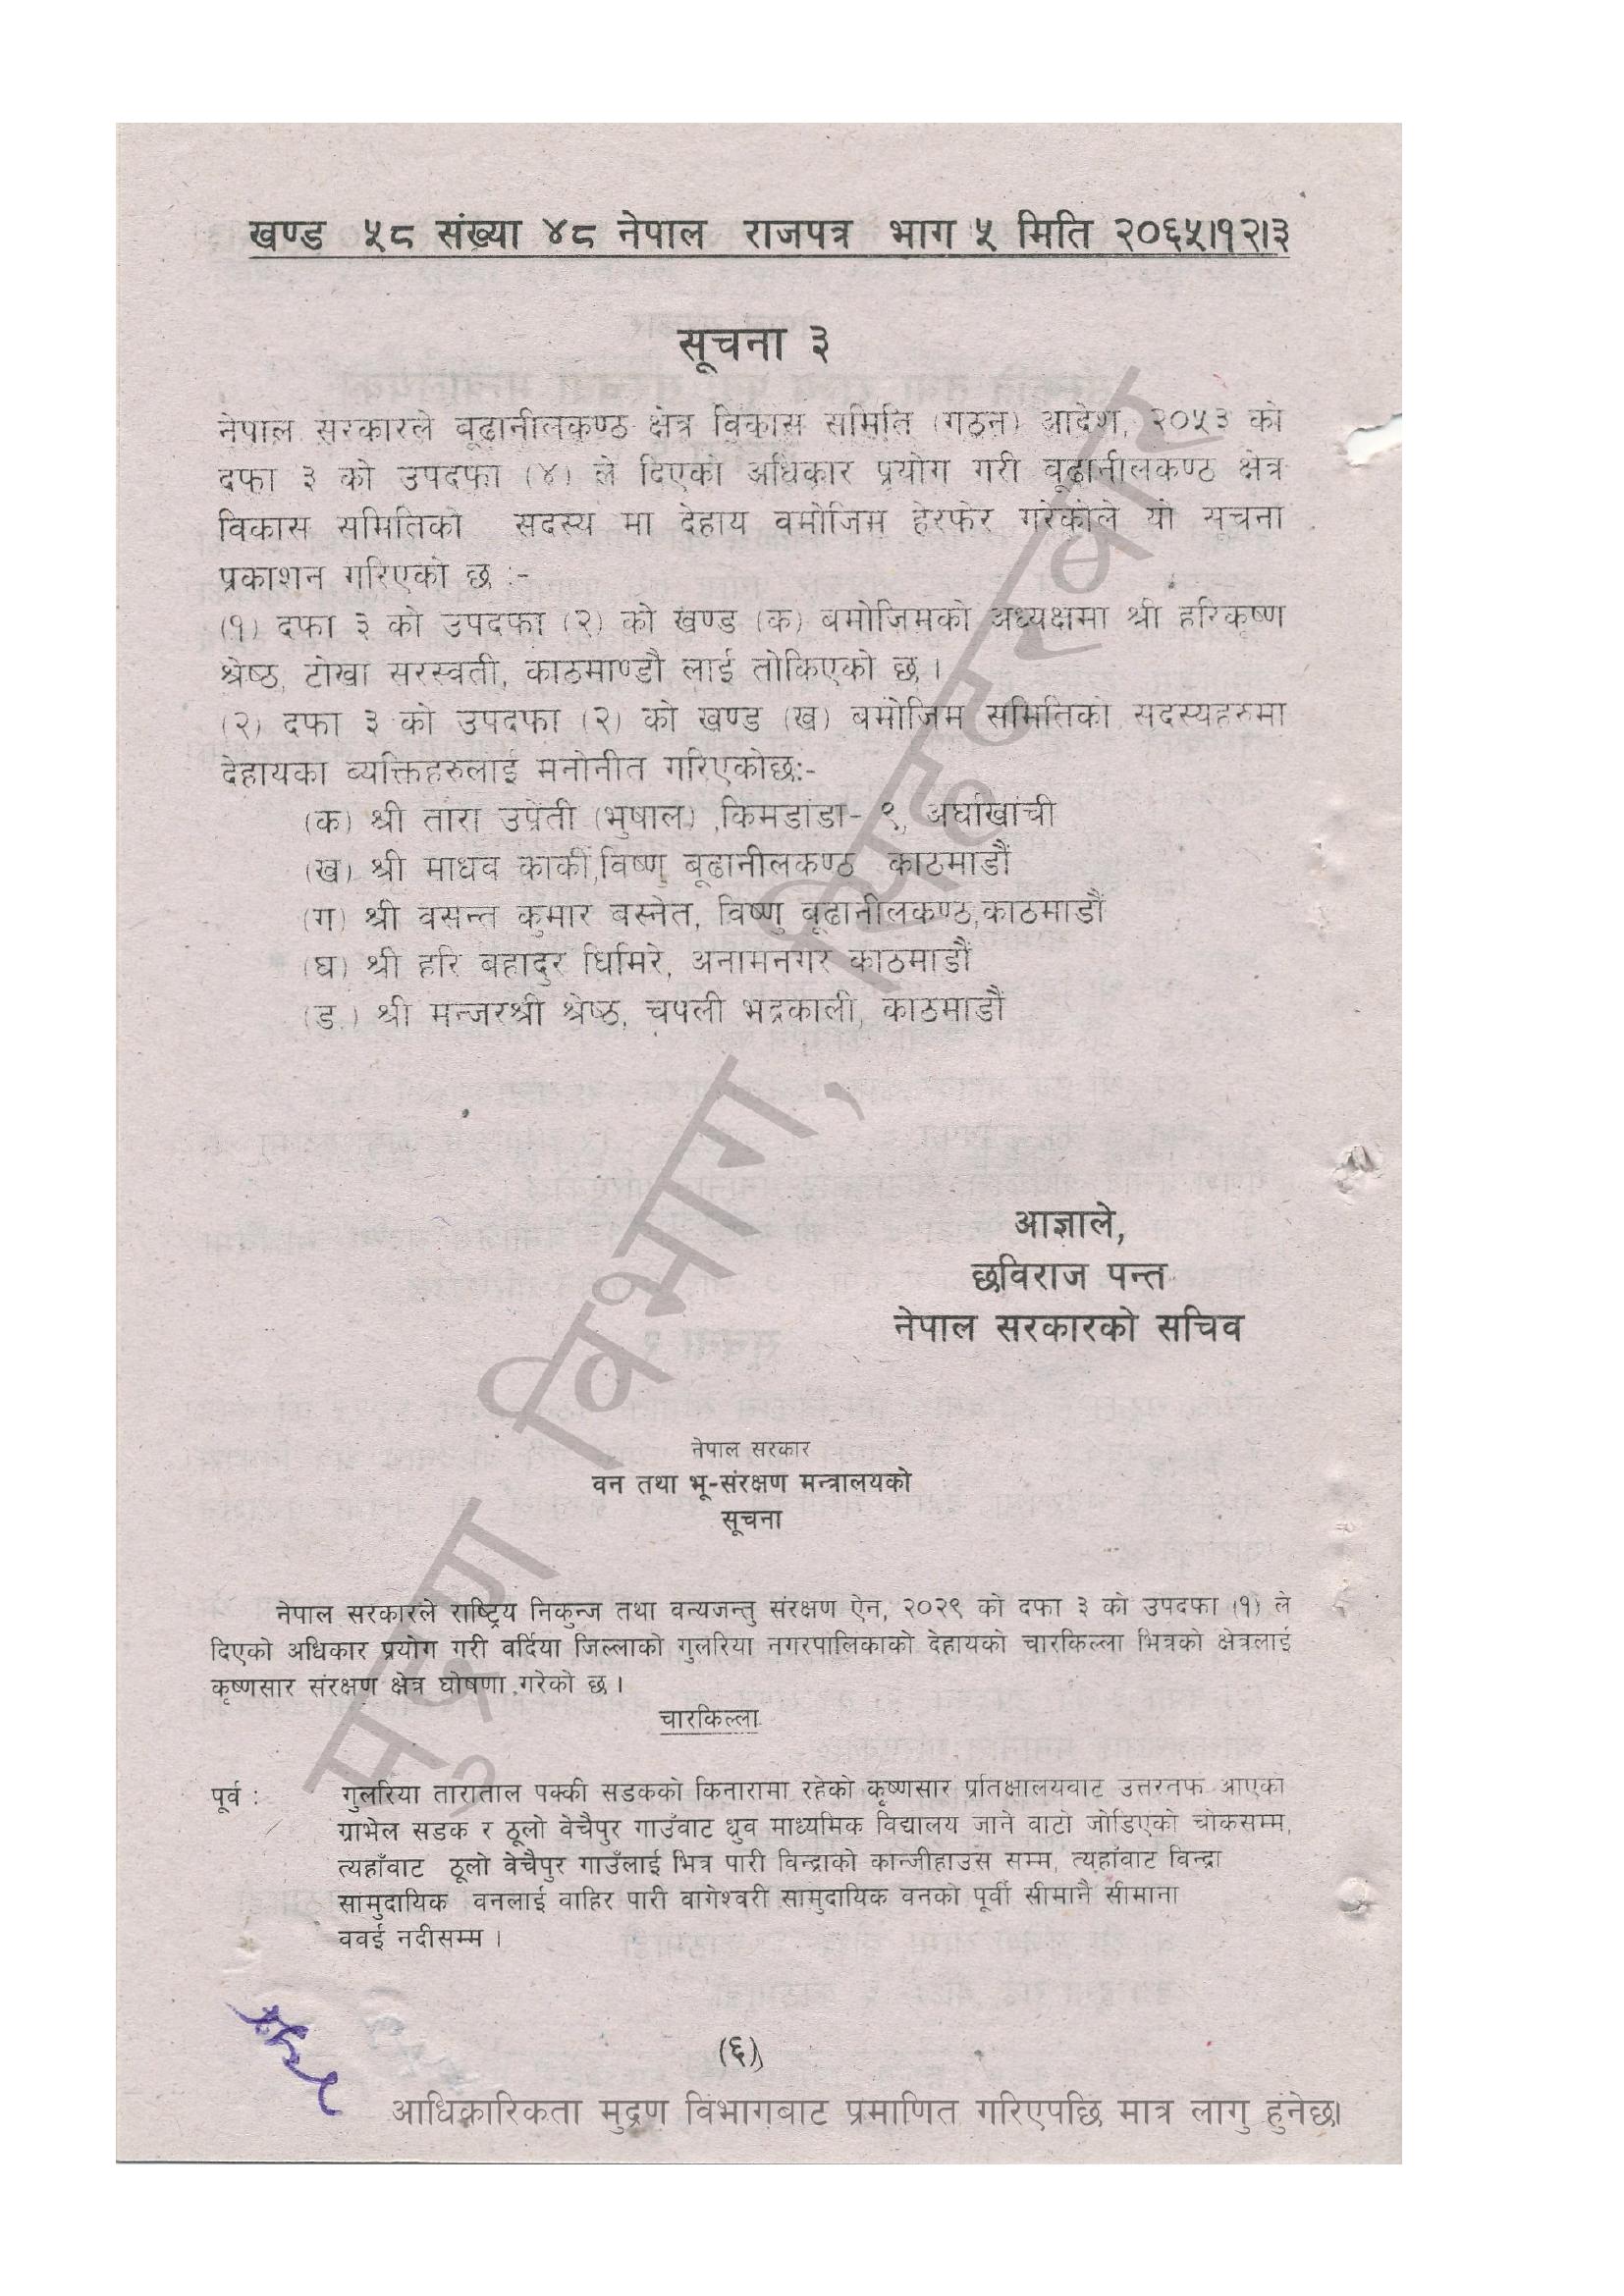 खण्ड ५८ संख्या ४८ नेपाल राजपत्र भाग ५ मिति २०६५।१२।३
सूचना ३
नेपाल सरकारले बूढानीलकण्ठ क्षेत्र विकास समिति (गठन) आदेश, २०५३ को
दफा ३ को उपदफा (४) ले दिएको अधिकार प्रयोग गरी बूढानीलकण्ठ क्षेत्र
विकास समितिको सदस्य मा देहाय वमोजिम हेरफेर गरेकोले यो सूचना
प्रकाशन गरिएको छ :-
(१) दफा ३ को उपदफा (२) को खण्ड (क) बमोजिमको अध्यक्षमा श्री हरिकृष्ण
श्रेष्ठ, टोखा सरस्वती, काठमाण्डौ लाई तोकिएको छ ।
(२) दफा ३ को उपदफा (२) को खण्ड (ख) बमोजिम समितिका सदस्यहरुमा
देहायका व्यक्तिहरुलाई मनोनीत गरिएकोछ:-
(क) श्री तारा उप्रेती (भुषाल) ,किमडांडा- ९, अर्घाखांची
(ख) श्री माधव कार्की,विष्णु बूढानीलकण्ठ काठमाडौं
(ग) श्री वसन्त कुमार बस्नेत, विष्णु बूढानीलकण्ठ,काठमाडौं
(घ) श्री हरि बहादुर घिमिरे, अनामनगर काठमाडौं
(ड.) श्री मन्जरश्री श्रेष्ठ, चपली भद्रकाली, काठमाडौं
आज्ञाले,
छविराज पन्त
नेपाल सरकारको सचिव
नेपाल सरकार
वन तथा भू-संरक्षण मन्त्रालयको
सूचना
नेपाल सरकारले राष्ट्रिय निकुन्ज तथा वन्यजन्तु संरक्षण ऐन, २०२९ को दफा ३ को उपदफा (१) ले
दिएको अधिकार प्रयोग गरी वर्दिया जिल्लाको गुलरिया नगरपालिकाको देहायको चारकिल्ला भित्रको क्षेत्रलाई
कृष्णसार संरक्षण क्षेत्र घोषणा गरेको छ ।
चारकिल्ला
पूर्व : गुलरिया ताराताल पक्की सडकको किनारामा रहेको कृष्णसार प्रतिक्षालयवाट उत्तरतर्फ आएको
ग्राभेल सडक र ठूलो वेचैपुर गाउँवाट ध्रुव माध्यमिक विद्यालय जाने वाटो जोडिएको चोकसम्म,
त्यहाँवाट ठूलो वेचैपुर गाउँलाई भित्र पारी विन्द्राको कान्जीहाउस सम्म, त्यहाँवाट विन्द्रा
सामुदायिक वनलाई वाहिर पारी वागेश्वरी सामुदायिक वनको पूर्वी सीमानै सीमाना
ववई नदीसम्म ।
(६)
आधिकारिकता मुद्रण विभागबाट प्रमाणित गरिएपछि मात्र लागु हुनेछ।
मुद्रण विभाग, सिंहदरबार